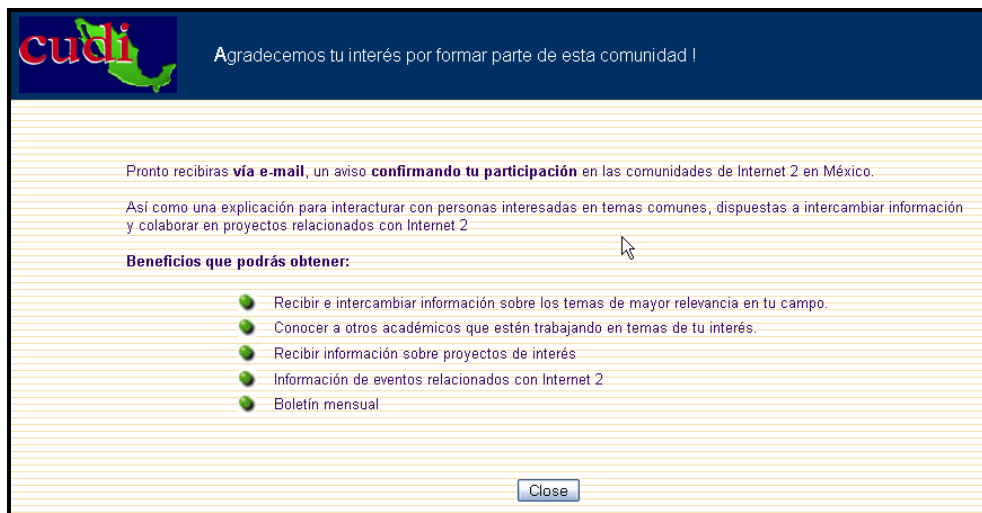 cudi
Agradecemos tu interés por formar parte de esta comunidad !
Pronto recibiras vía e-mail, un aviso confirmando tu participación en las comunidades de Internet 2 en México.
Así como una explicación para interacturar con personas interesadas en temas comunes, dispuestas a intercambiar información
y colaborar en proyectos relacionados con Internet 2
Beneficios que podrás obtener:
Recibir e intercambiar información sobre los temas de mayor relevancia en tu campo.
Conocer a otros académicos que estén trabajando en temas de tu interés.
Recibir información sobre proyectos de interés
Información de eventos relacionados con Internet 2
Boletín mensual
Close